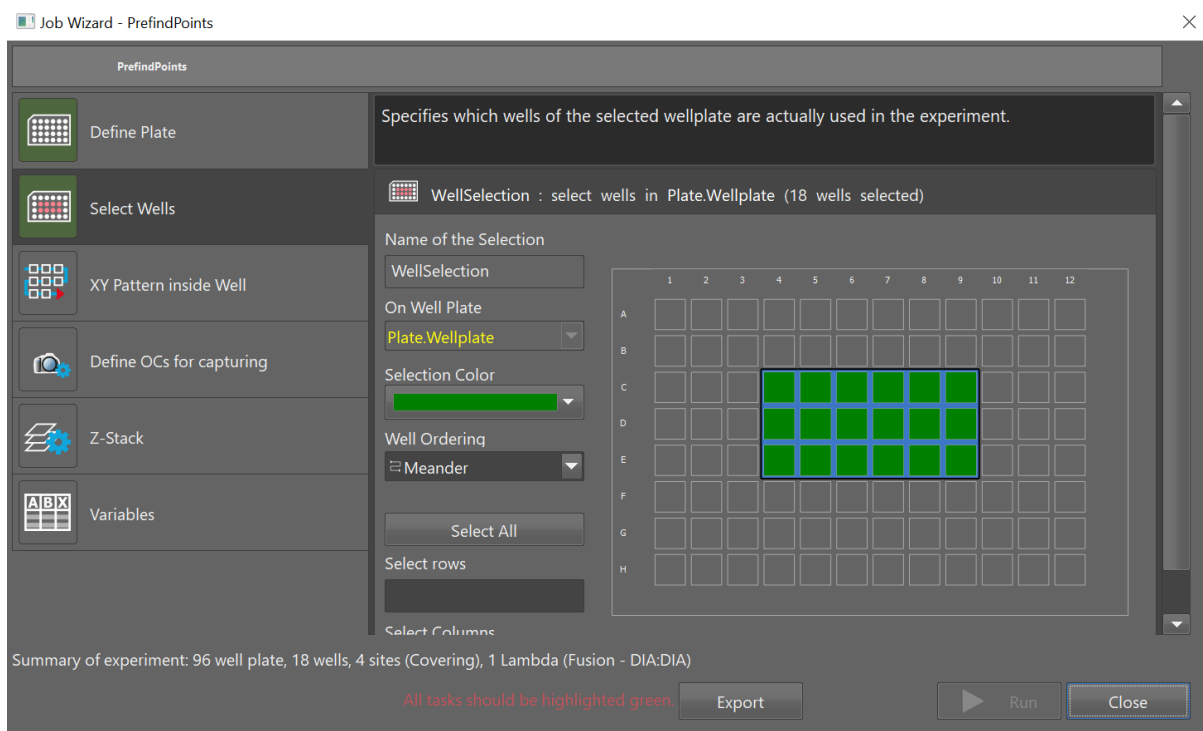 Job Wizard - PrefindPoints
PrefindPoints
Define Plate
Select Wells
XY Pattern inside Well
Define OCs for capturing
Z-Stack
ABX
Variables
Specifies which wells of the selected wellplate are actually used in the experiment.
WellSelection : select wells in Plate.Wellplate (18 wells selected)
Name of the Selection
WellSelection
On Well Plate
Plate.Wellplate
Selection Color
Well Ordering
Meander
Select All
Select rows
Select Columns
1 2 3 4 5 6 7 8 9 10 11 12
A
B
C
D
E
F
G
H
Summary of experiment: 96 well plate, 18 wells, 4 sites (Covering), 1 Lambda (Fusion - DIA:DIA)
All tasks should be highlighted green. Export Run Close